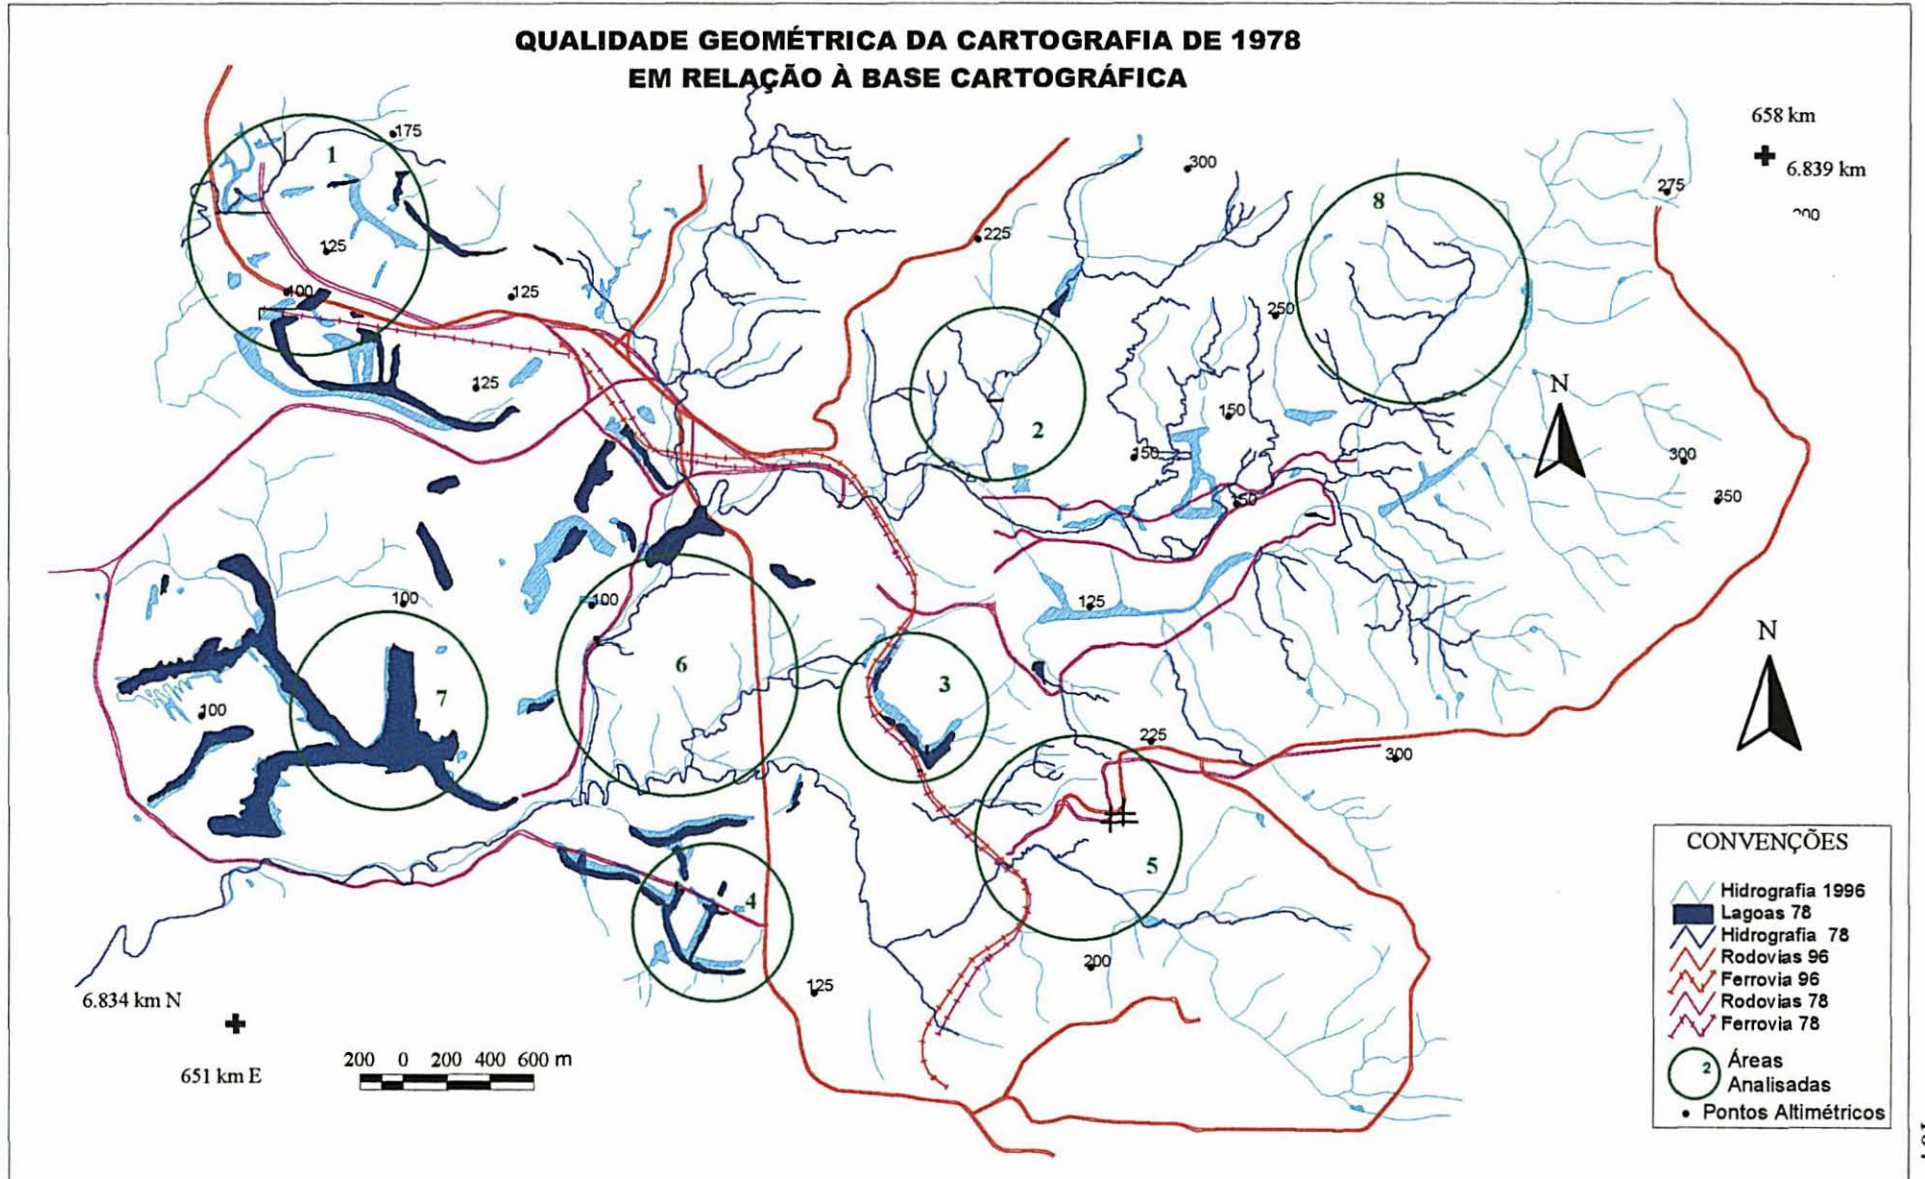 QUALIDADE GEOMÉTRICA DA CARTOGRAFIA DE 1978
EM RELAÇÃO À BASE CARTOGRÁFICA
658 km
6.839 km
175
1
300
275
8
225
125
100
125
250
125
N
2
150
150
150
300
250
N
100
100
125
6
3
7
100
225
300
5
4
200
125
6.834 km N
651 km E
200 0 200 400 600 m
CONVENÇÕES
Hidrografia 1996
Lagoas 78
Hidrografia 78
Rodovias 96
Ferrovia 96
Rodovias 78
Ferrovia 78
2
Áreas
Analisadas
Pontos Altimétricos